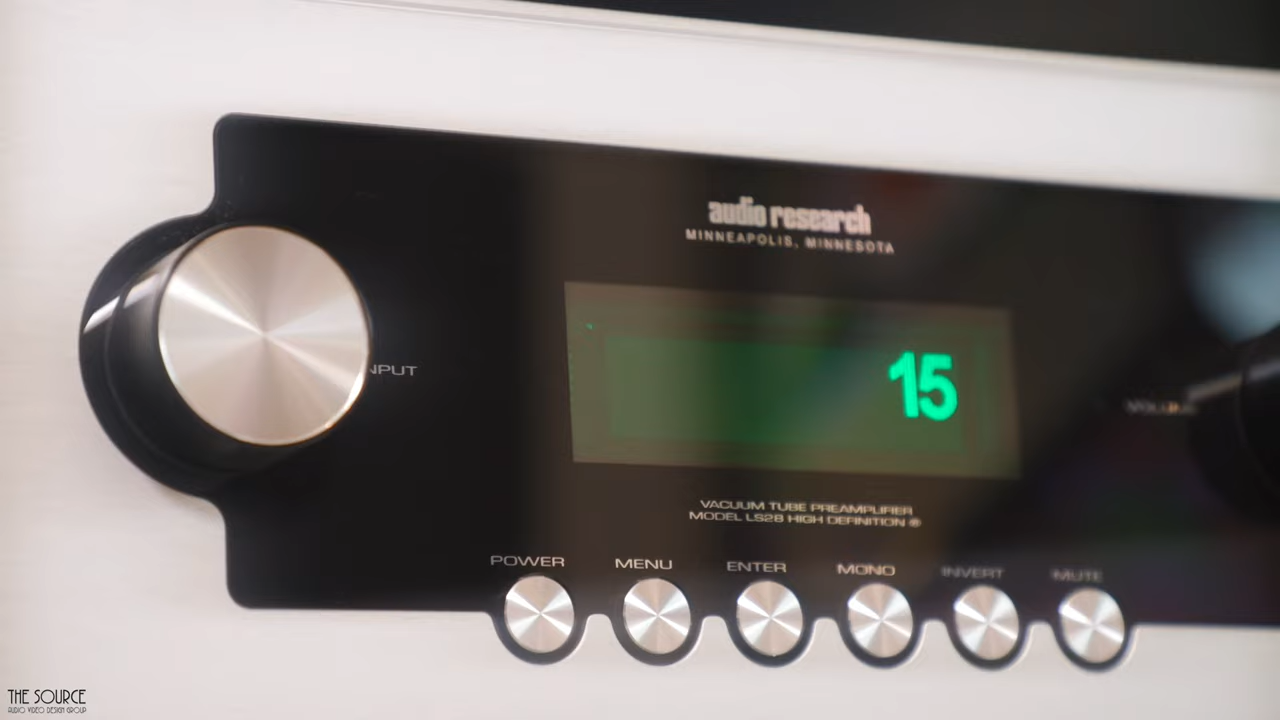 audio research
MINNEAPOLIS, MINNESOTA
INPUT
15
VOLUME
VACUUM TUBE PREAMPLIFIER
MODEL LS28 HIGH DEFINITION ®
POWER MENU ENTER MONO INVERT MUTE
THE SOURCE
AUDIO VIDEO DESIGN GROUP